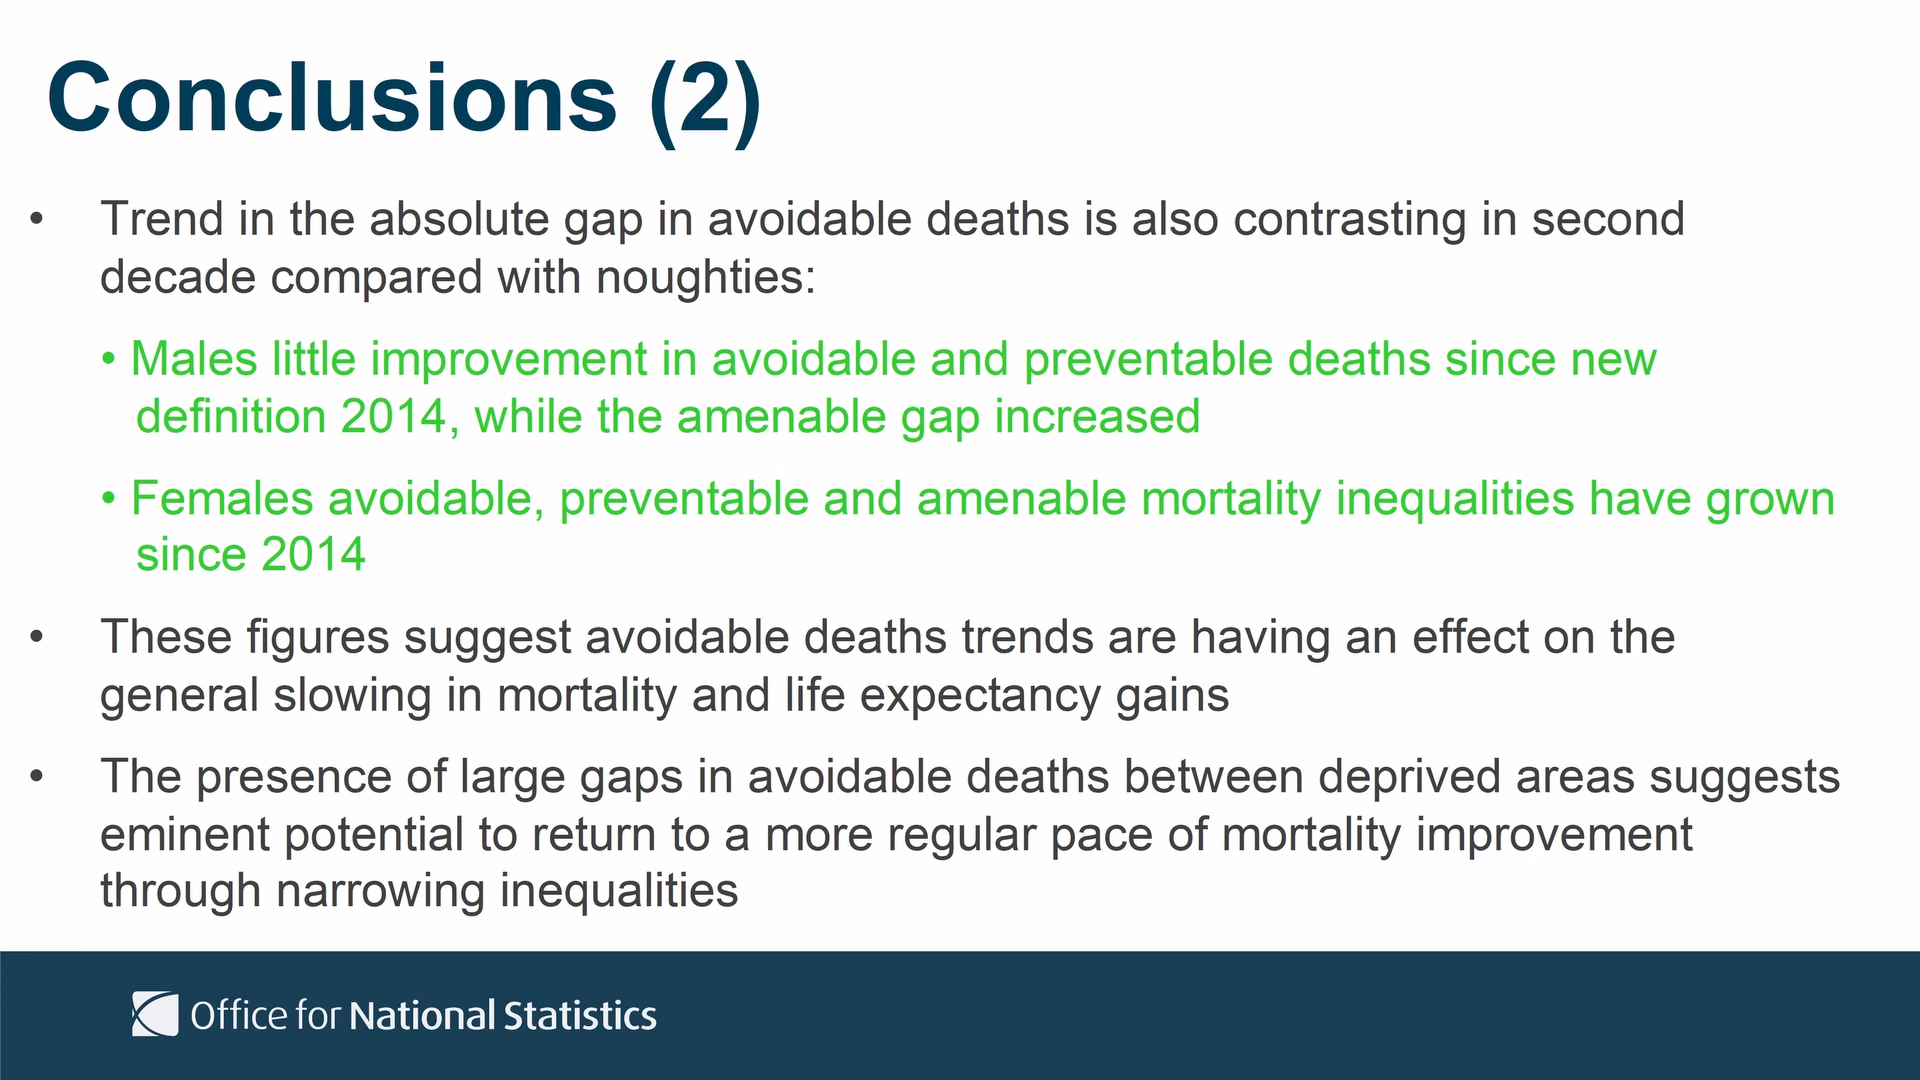 Conclusions (2)
• Trend in the absolute gap in avoidable deaths is also contrasting in second
decade compared with noughties:
• Males little improvement in avoidable and preventable deaths since new
definition 2014, while the amenable gap increased
• Females avoidable, preventable and amenable mortality inequalities have grown
since 2014
• These figures suggest avoidable deaths trends are having an effect on the
general slowing in mortality and life expectancy gains
• The presence of large gaps in avoidable deaths between deprived areas suggests
eminent potential to return to a more regular pace of mortality improvement
through narrowing inequalities
Office for National Statistics